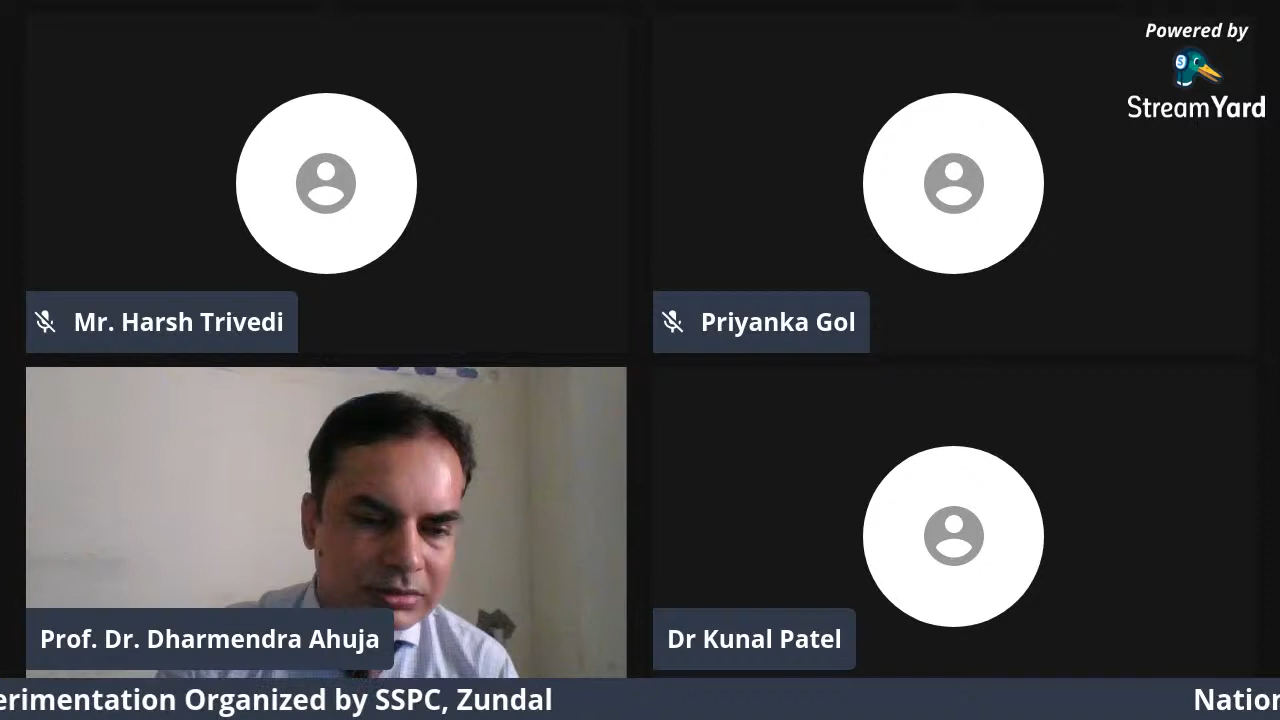 Powered by
StreamYard
Mr. Harsh Trivedi
Priyanka Gol
Prof. Dr. Dharmendra Ahuja
Dr Kunal Patel
erimentation Organized by SSPC, Zundal
Nation